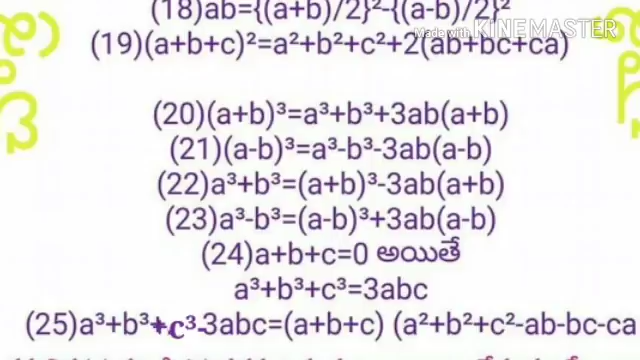 (18)ab={(a+b)/2}²-{(a-b)/2}²
Made with KINEMASTER
(19)(a+b+c)²=a²+b²+c²+2(ab+bc+ca)
(20)(a+b)³=a³+b³+3ab(a+b)
(21)(a-b)³=a³-b³-3ab(a-b)
(22)a³+b³=(a+b)³-3ab(a+b)
(23)a³-b³=(a-b)³+3ab(a-b)
(24)a+b+c=0 అయితే
a³+b³+c³=3abc
(25)a³+b³+c³-3abc=(a+b+c) (a²+b²+c²-ab-bc-ca